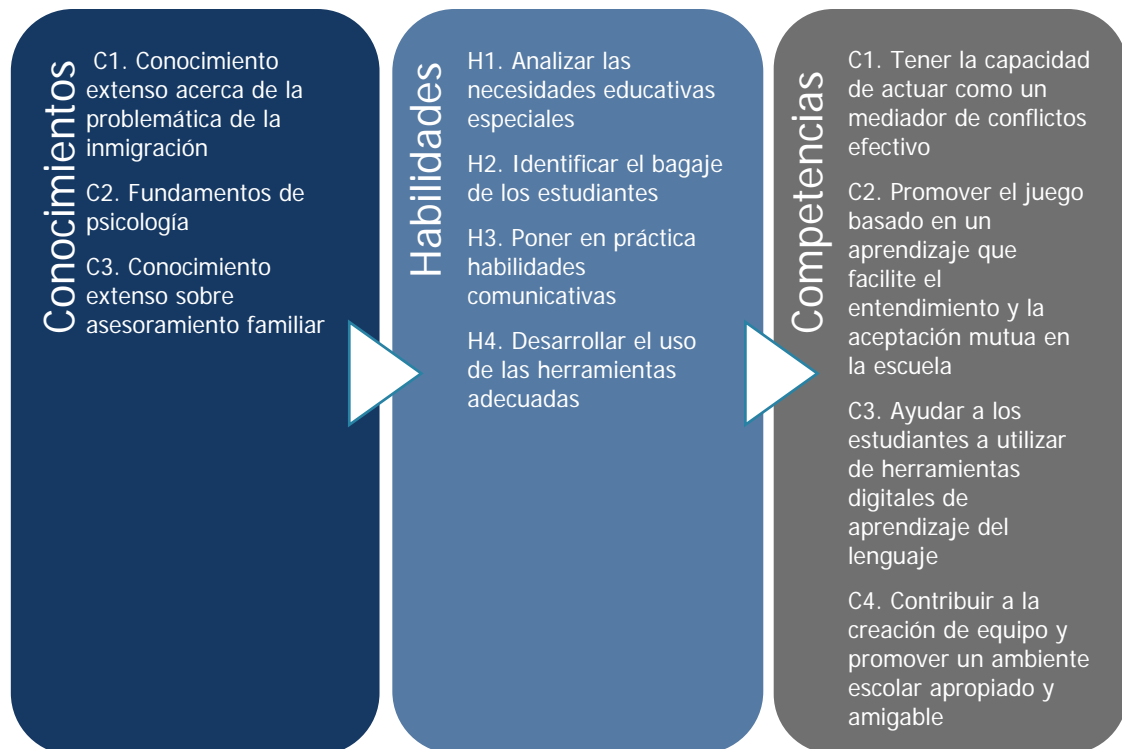 Conocimientos
C1. Conocimiento
extenso acerca de la
problemática de la
inmigración
C2. Fundamentos de
psicología
C3. Conocimiento
extenso sobre
asesoramiento familiar
Habilidades
H1. Analizar las
necesidades educativas
especiales
H2. Identificar el bagaje
de los estudiantes
H3. Poner en práctica
habilidades
comunicativas
H4. Desarrollar el uso
de las herramientas
adecuadas
Competencias
C1. Tener la capacidad
de actuar como un
mediador de conflictos
efectivo
C2. Promover el juego
basado en un
aprendizaje que
facilite el
entendimiento y la
aceptación mutua en
la escuela
C3. Ayudar a los
estudiantes a utilizar
de herramientas
digitales de
aprendizaje del
lenguaje
C4. Contribuir a la
creación de equipo y
promover un ambiente
escolar apropiado y
amigable